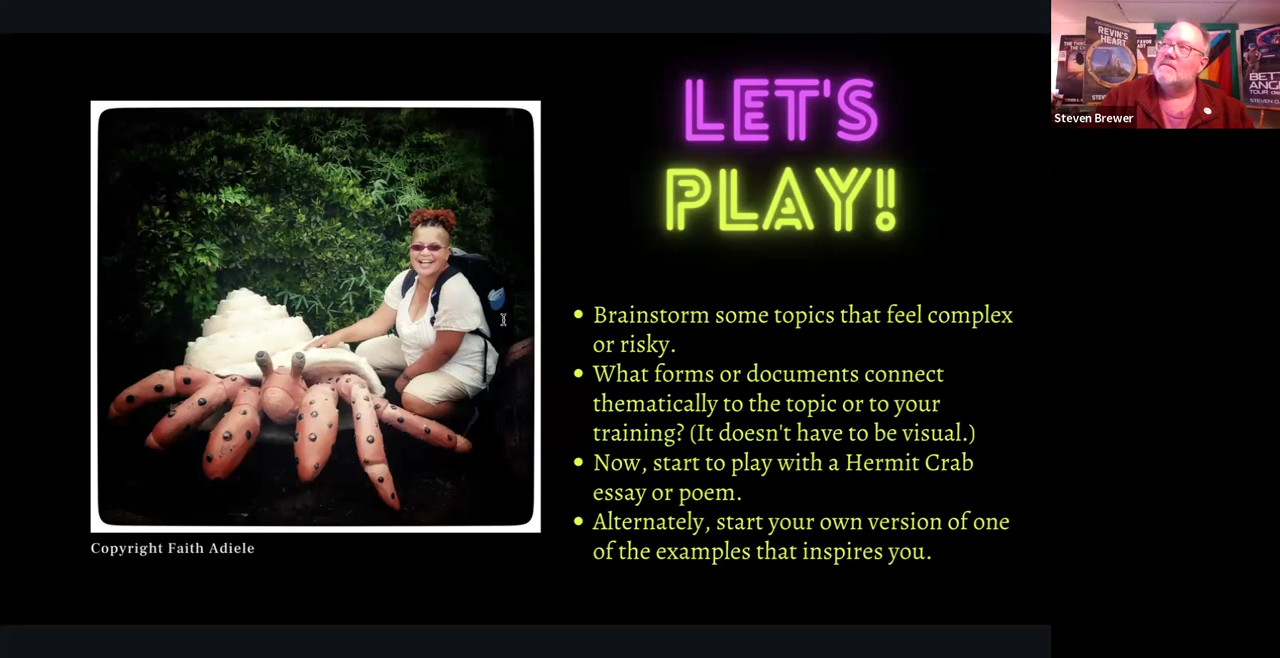 LET'S
PLAY!
• Brainstorm some topics that feel complex
or risky.
• What forms or documents connect
thematically to the topic or to your
training? (It doesn't have to be visual.)
• Now, start to play with a Hermit Crab
essay or poem.
• Alternately, start your own version of one
of the examples that inspires you.
Copyright Faith Adiele
REVIN'S
HEART
Steven Brewer